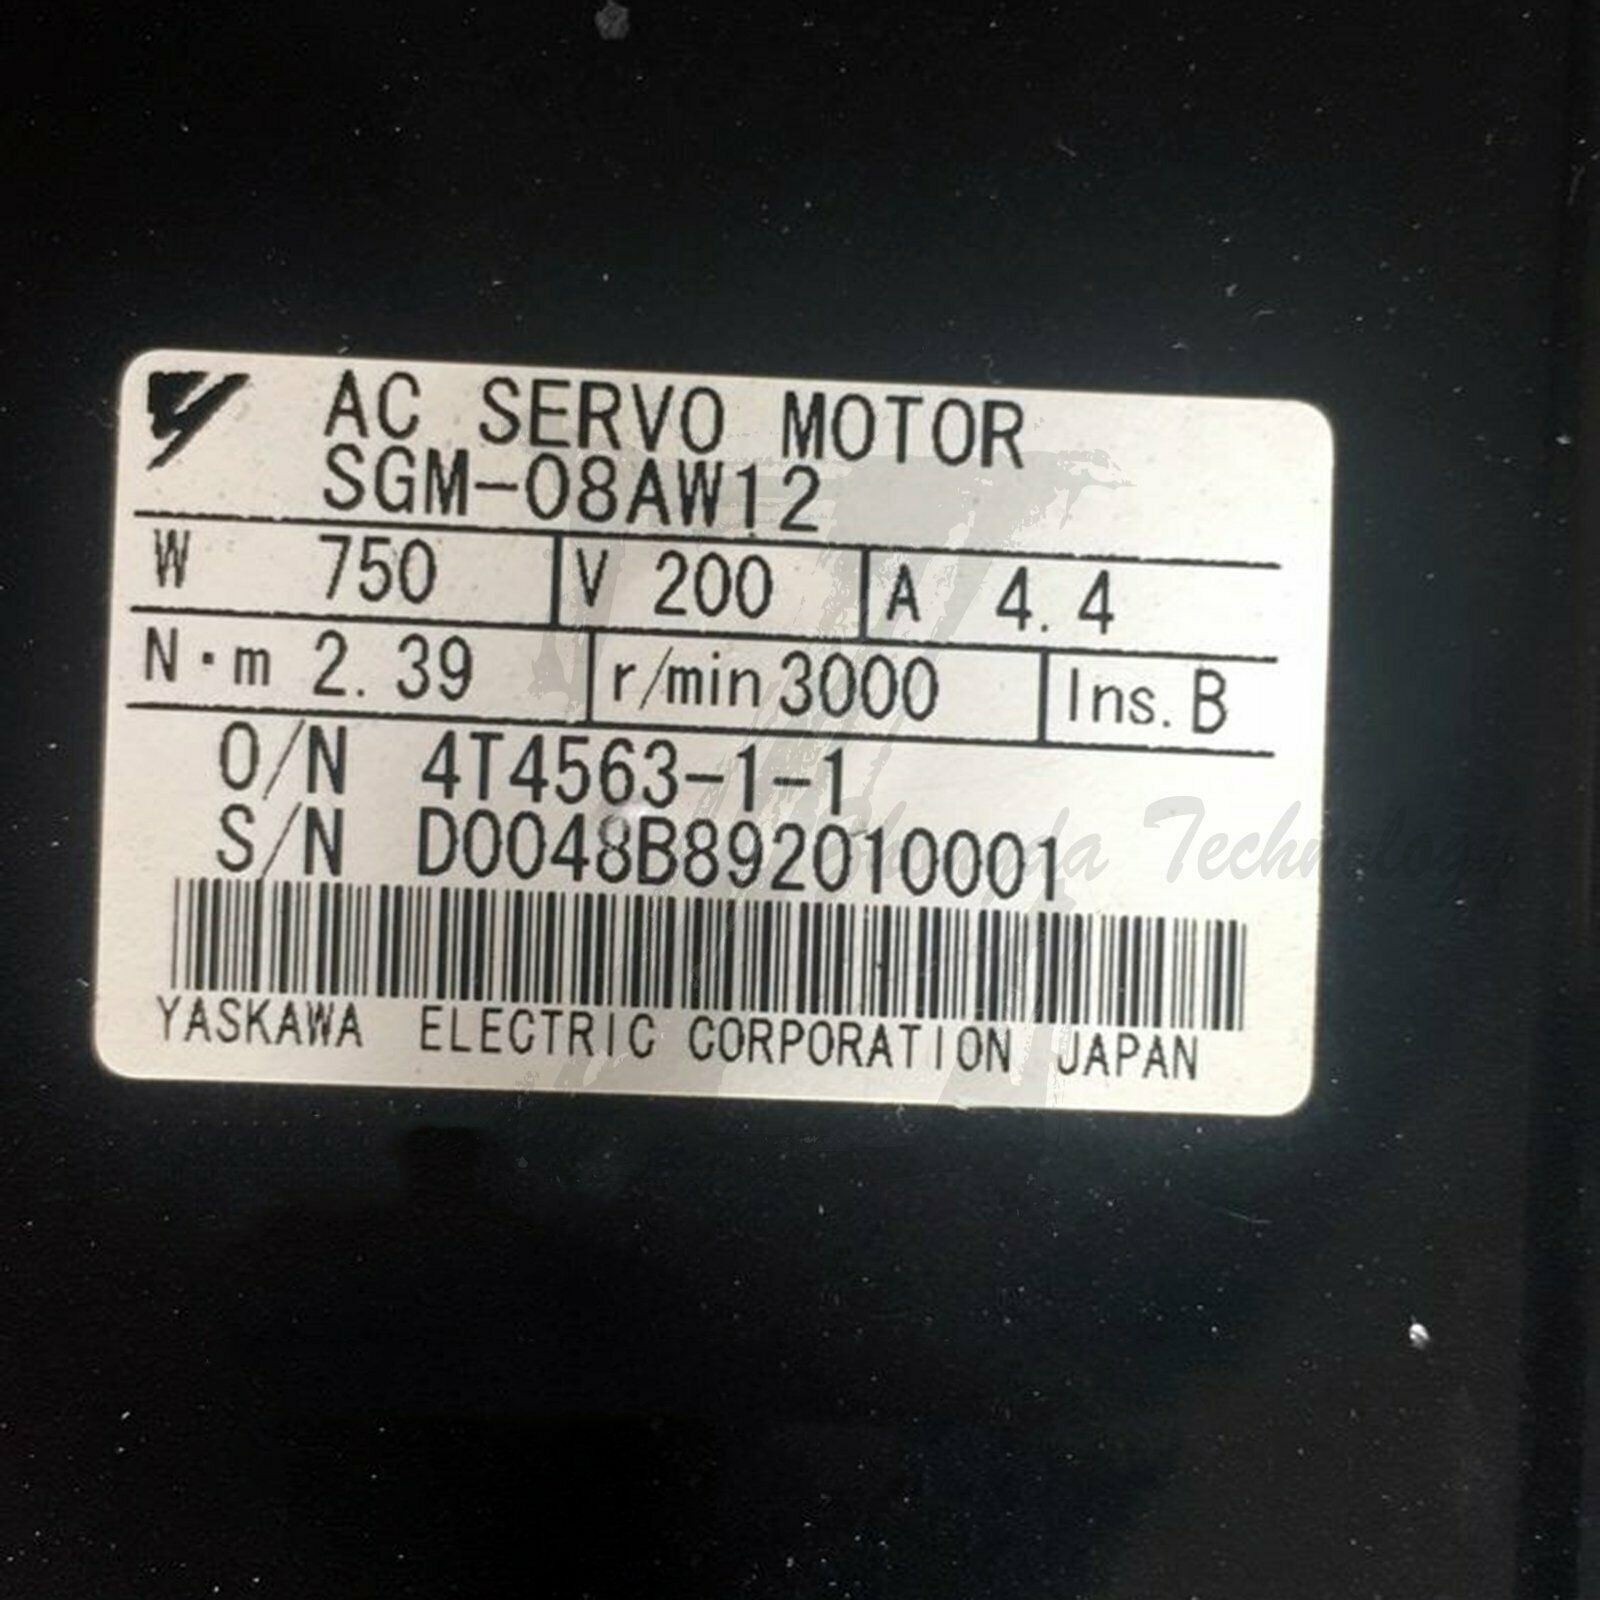 AC SERVO MOTOR
SGM-08AW12
W 750 V 200 A 4.4
N·m 2.39 r/min 3000 Ins. B
O/N 4T4563-1-1
S/N D0048B892010001
YASKAWA ELECTRIC CORPORATION JAPAN
Technology